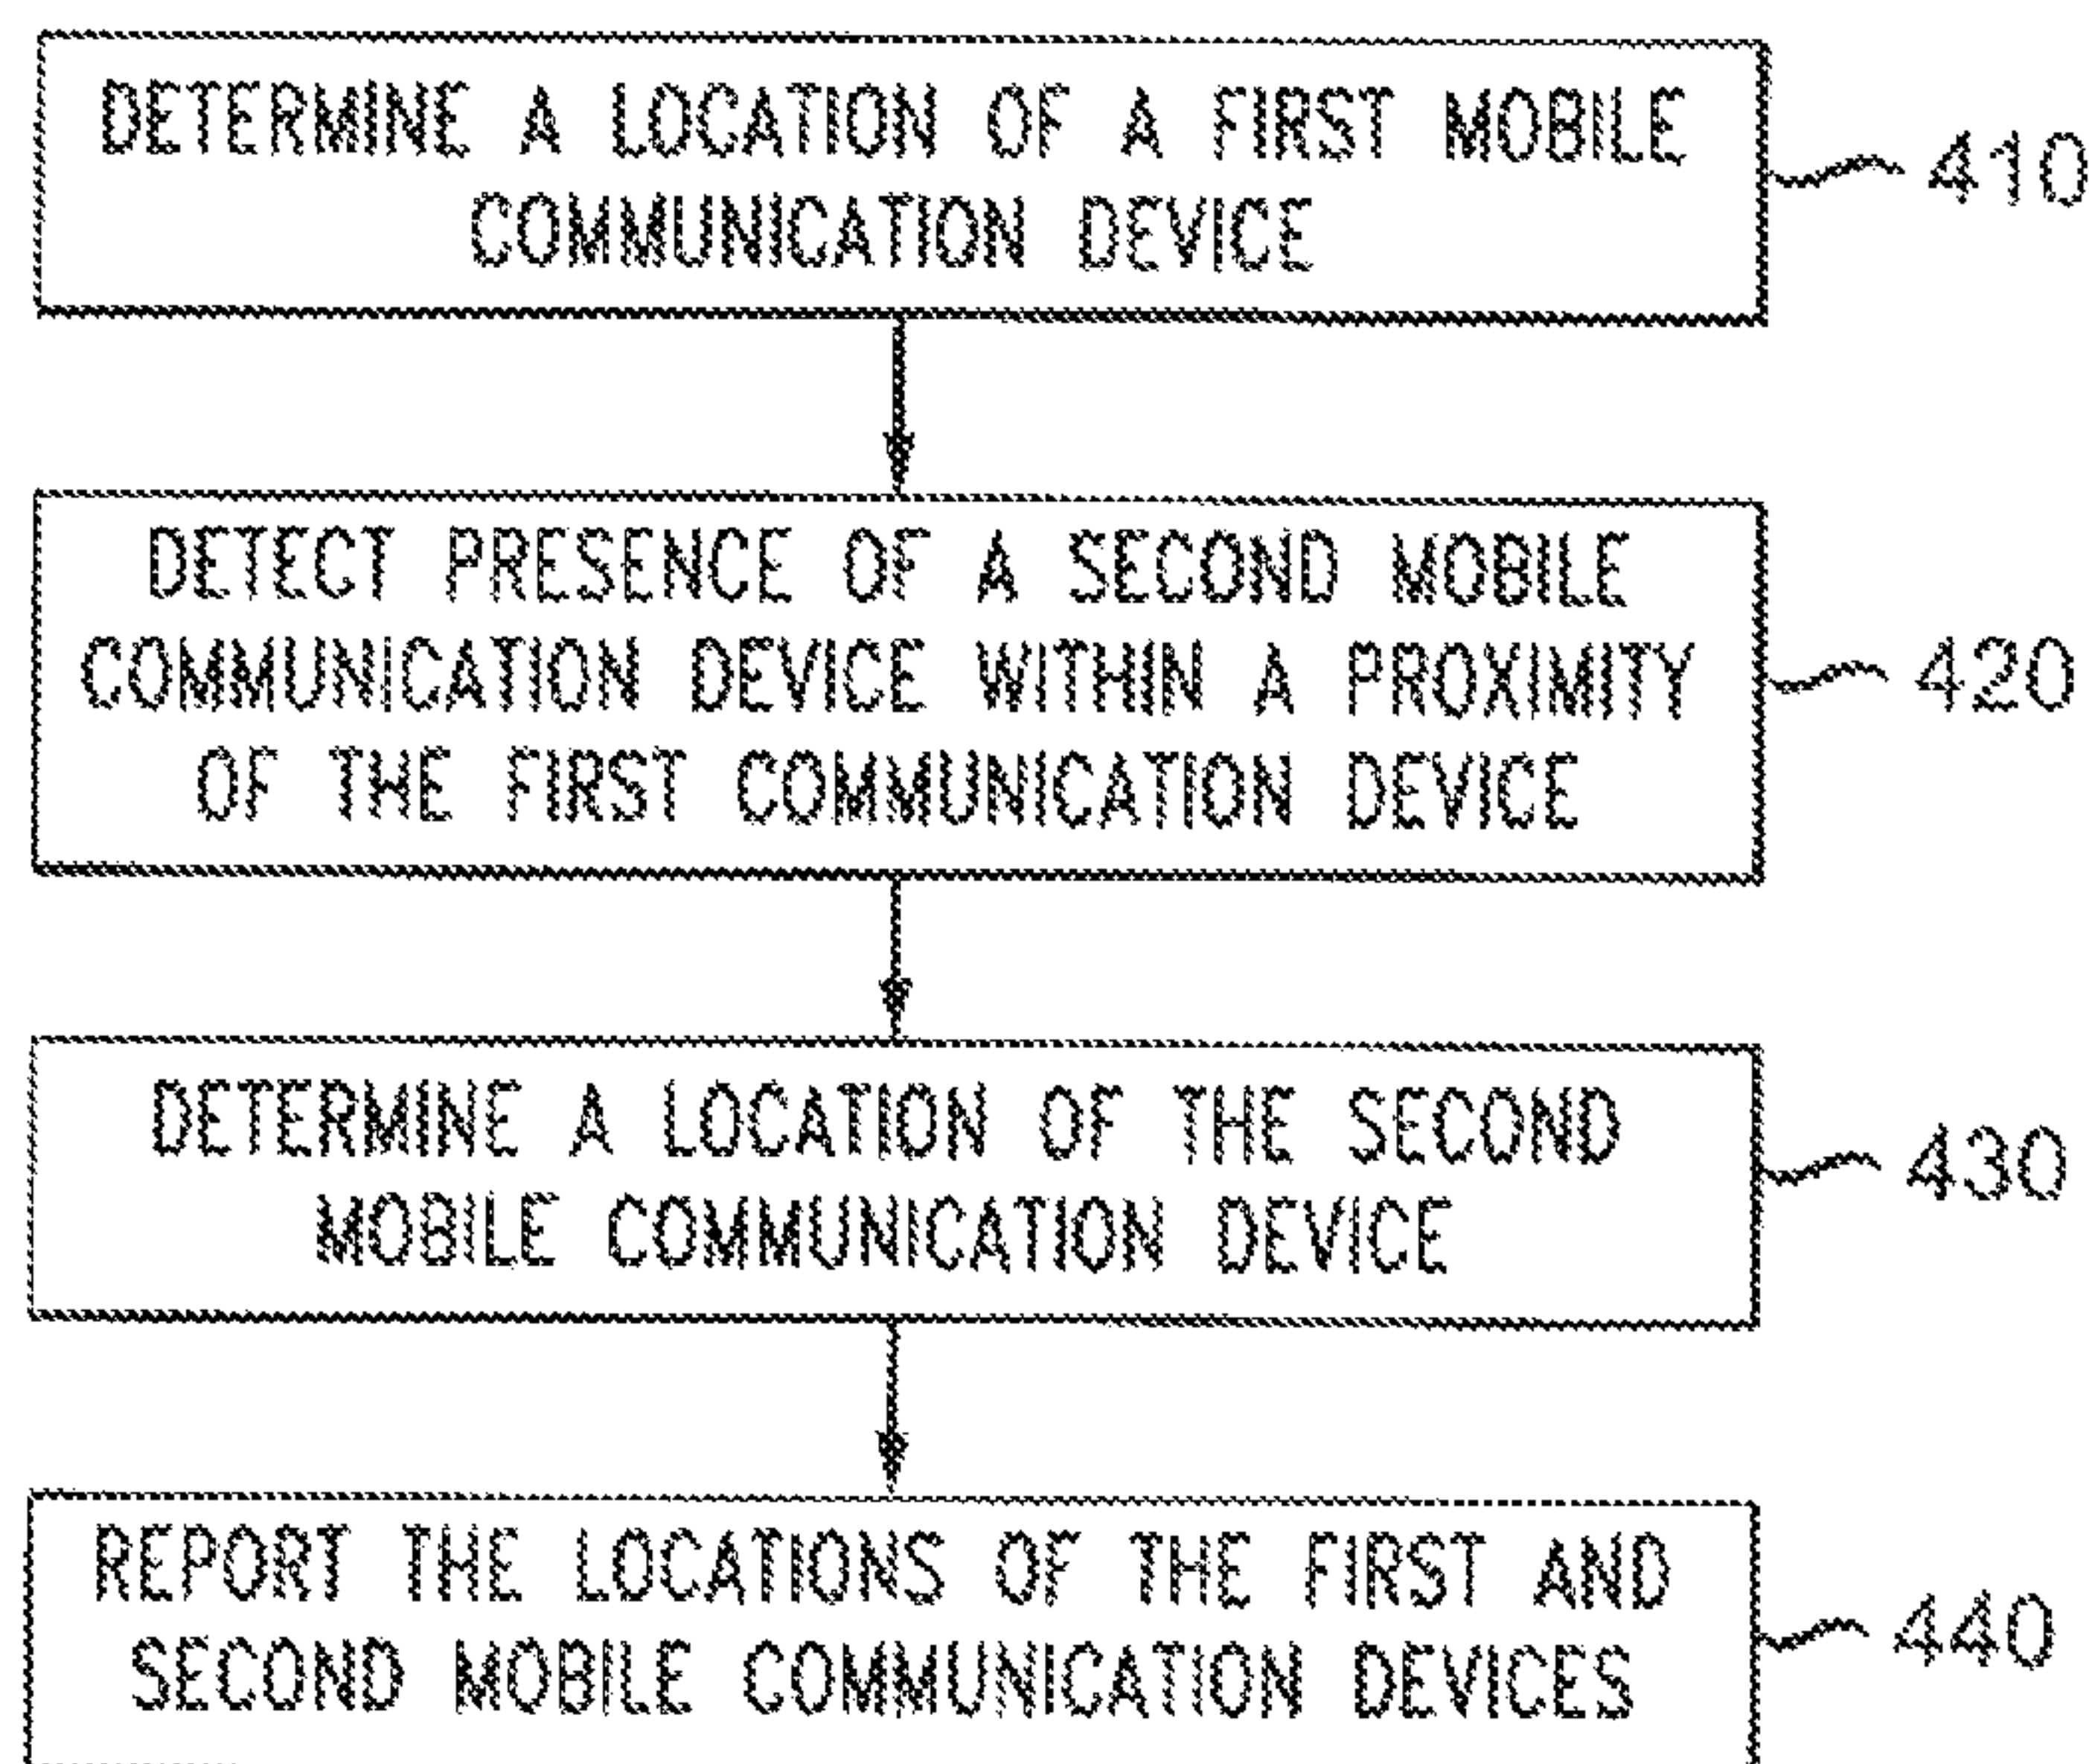 DETERMINE A LOCATION OF A FIRST MOBILE
COMMUNICATION DEVICE
410
DETECT PRESENCE OF A SECOND MOBILE
COMMUNICATION DEVICE WITHIN A PROXIMITY
OF THE FIRST COMMUNICATION DEVICE
420
DETERMINE A LOCATION OF THE SECOND
MOBILE COMMUNICATION DEVICE
430
REPORT THE LOCATIONS OF THE FIRST AND
SECOND MOBILE COMMUNICATION DEVICES
440